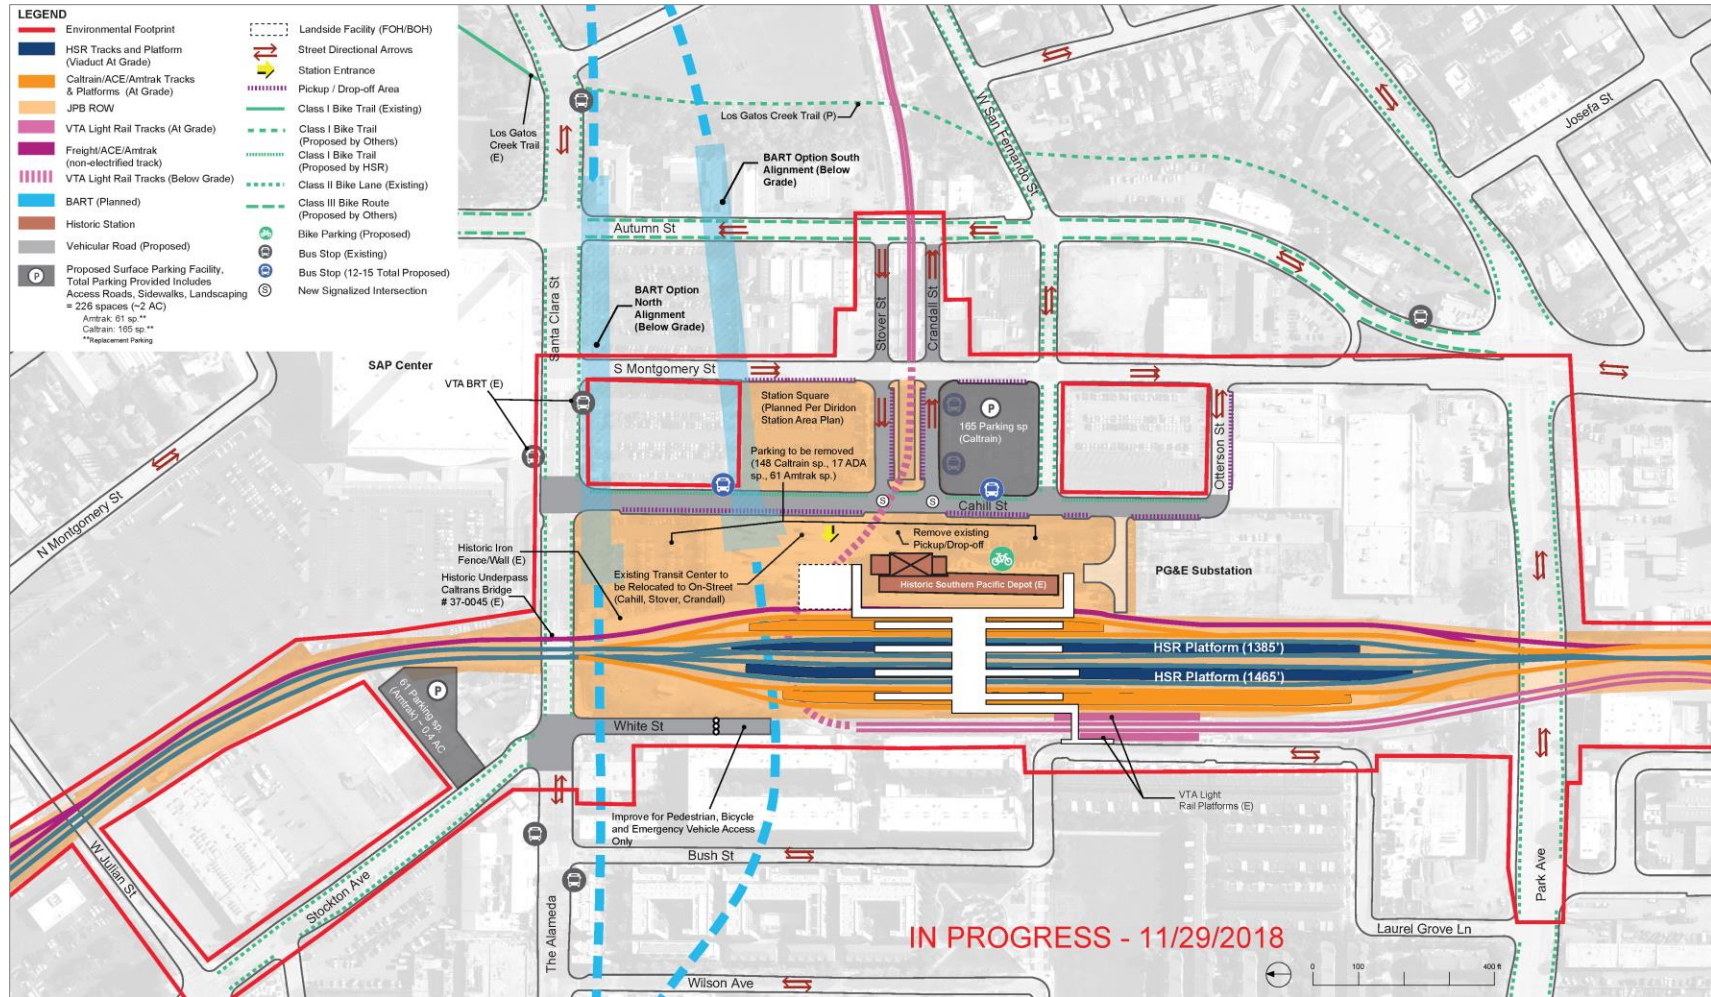 LEGEND
Environmental Footprint
HSR Tracks and Platform
(Viaduct At Grade)
Caltrain/ACE/Amtrak Tracks
& Platforms (At Grade)
JPB ROW
VTA Light Rail Tracks (At Grade)
Freight/ACE/Amtrak
(non-electrified track)
VTA Light Rail Tracks (Below Grade)
BART (Planned)
Historic Station
Vehicular Road (Proposed)
P
Proposed Surface Parking Facility,
Total Parking Provided Includes
Access Roads, Sidewalks, Landscaping
= 226 spaces (~2 AC)
Amtrak: 61 sp.**
Caltrain: 165 sp.**
**Replacement Parking
Landside Facility (FOH/BOH)
Street Directional Arrows
Station Entrance
Pickup / Drop-off Area
Class I Bike Trail (Existing)
Class I Bike Trail
(Proposed by Others)
Class I Bike Trail
(Proposed by HSR)
Class II Bike Lane (Existing)
Class III Bike Route
(Proposed by Others)
Bike Parking (Proposed)
Bus Stop (Existing)
Bus Stop (12-15 Total Proposed)
S
New Signalized Intersection
Los Gatos
Creek Trail
(E)
Los Gatos Creek Trail (P)
W San Fernando St
Josefa St
BART Option South
Alignment (Below
Grade)
Autumn St
Santa Clara St
BART Option
North
Alignment
(Below Grade)
Stover St
Crandall St
SAP Center
VTA BRT (E)
S Montgomery St
Station Square
(Planned Per Diridon
Station Area Plan)
P
165 Parking sp
(Caltrain)
Otterson St
Parking to be removed
(148 Caltrain sp., 17 ADA
sp., 61 Amtrak sp.)
S
S
Cahill St
N Montgomery St
Historic Iron
Fence/Wall (E)
Historic Underpass
Caltrans Bridge
# 37-0045 (E)
Existing Transit Center to
be Relocated to On-Street
(Cahill, Stover, Crandall)
Remove existing
Pickup/Drop-off
Historic Southern Pacific Depot (E)
PG&E Substation
HSR Platform (1385')
HSR Platform (1465')
P
61 Parking sp.
(Amtrak) ~ 0.4 AC
White St
Improve for Pedestrian, Bicycle
and Emergency Vehicle Access
Only
VTA Light
Rail Platforms (E)
Bush St
W Julian St
Stockton Ave
The Alameda
Park Ave
Laurel Grove Ln
Wilson Ave
IN PROGRESS - 11/29/2018
0 100 400 ft